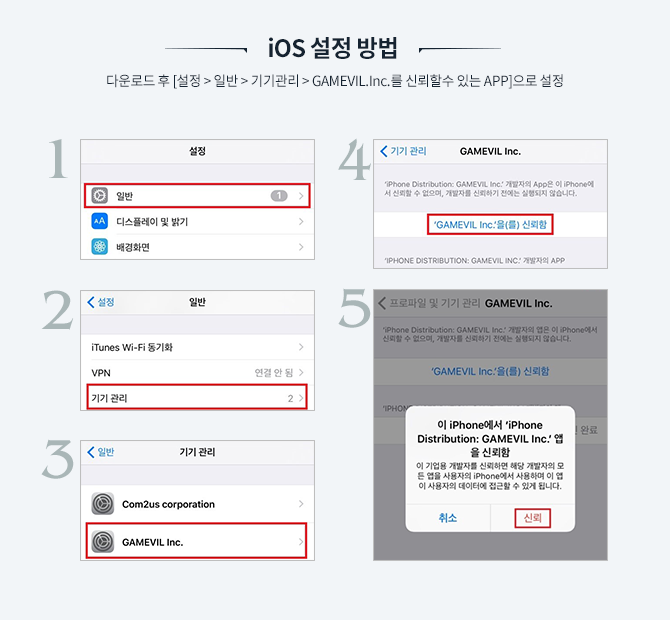 iOS 설정 방법
다운로드 후 [설정 > 일반 > 기기관리 > GAMEVIL.Inc.를 신뢰할수 있는 APP]으로 설정
1
설정
일반 1
디스플레이 및 밝기
배경화면
2
설정 일반
iTunes Wi-Fi 동기화
VPN 연결 안 됨
기기 관리 2
3
일반 기기 관리
Com2us corporation
GAMEVIL Inc.
4
기기 관리 GAMEVIL Inc.
'iPhone Distribution: GAMEVIL Inc.' 개발자의 App은 이 iPhone에
서 신뢰할 수 없으며, 개발자를 신뢰하기 전에는 실행되지 않습니다.
'GAMEVIL Inc.'을(를) 신뢰함
'IPHONE DISTRIBUTION: GAMEVIL INC.' 개발자의 APP
5
프로파일 및 기기 관리 GAMEVIL Inc.
'iPhone Distribution: GAMEVIL Inc.' 개발자의 앱은 이 iPhone에서
신뢰할 수 없으며, 개발자를 신뢰하기 전에는 실행되지 않습니다.
'GAMEVIL Inc.'을(를) 신뢰함
'IPH
인 완료
이 iPhone에서 'iPhone
Distribution: GAMEVIL Inc.' 앱
을 신뢰함
이 기업용 개발자를 신뢰하면 해당 개발자의 모
든 앱을 사용자의 iPhone에서 사용하며 이 앱
이 사용자의 데이터에 접근할 수 있게 됩니다.
취소 신뢰